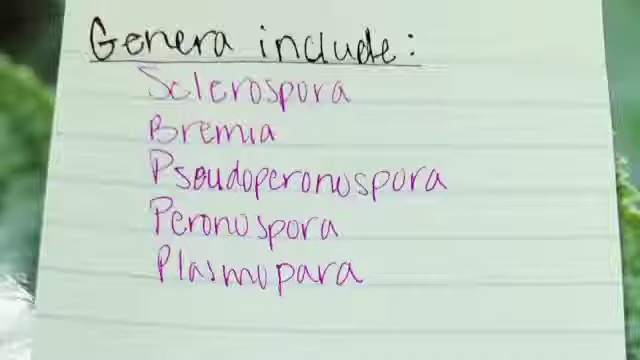 Genera include:
Sclerospora
Bremia
Pseudoperonospora
Peronospora
Plasmopara